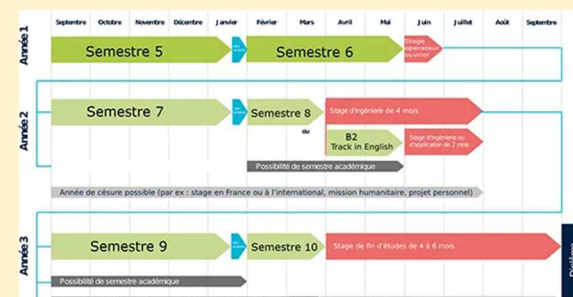 Septembre Octobre Novembre Décembre Janvier Février Mars Avril Mai Juin Juillet Août Septembre
Année 1
Semestre 5
Semestre 6
Stage
opérateur
ouvrier
Année 2
Semestre 7
Semestre 8
Stage d'ingénierie de 4 mois
ou
B2
Track in English
Stage d'ingénierie ou
d'application de 2 mois
Possibilité de semestre académique
Année de césure possible (par ex : stage en France ou à l'international, mission humanitaire, projet personnel)
Année 3
Semestre 9
Semestre 10
Stage de fin d'études de 4 à 6 mois
Diplôme
Possibilité de semestre académique